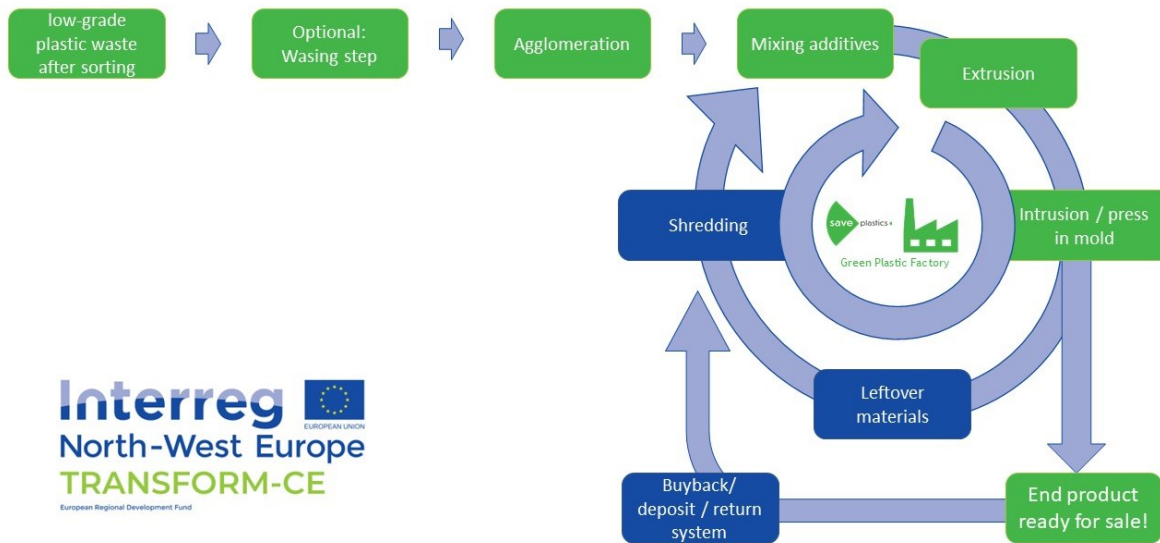 low-grade
plastic waste
after sorting
Optional:
Wasing step
Agglomeration
Mixing additives
Extrusion
Shredding
Intrusion / press
in mold
save plastics
Green Plastic Factory
Leftover
materials
Buyback/
deposit / return
system
End product
ready for sale!
Interreg
EUROPEAN UNION
North-West Europe
TRANSFORM-CE
European Regional Development Fund